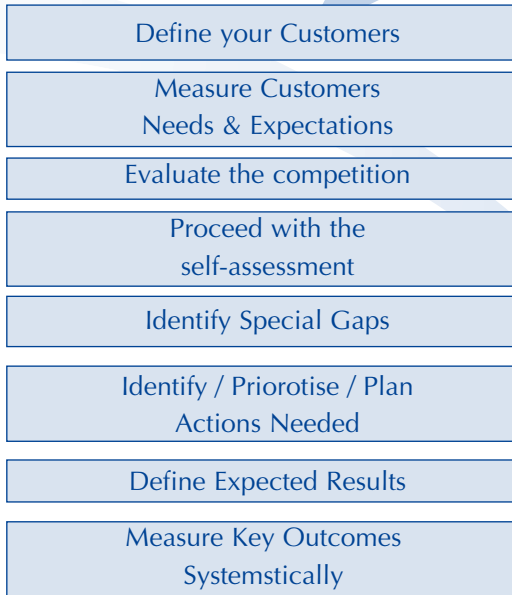 Define your Customers
Measure Customers
Needs & Expectations
Evaluate the competition
Proceed with the
self-assessment
Identify Special Gaps
Identify / Priorotise / Plan
Actions Needed
Define Expected Results
Measure Key Outcomes
Systemstically